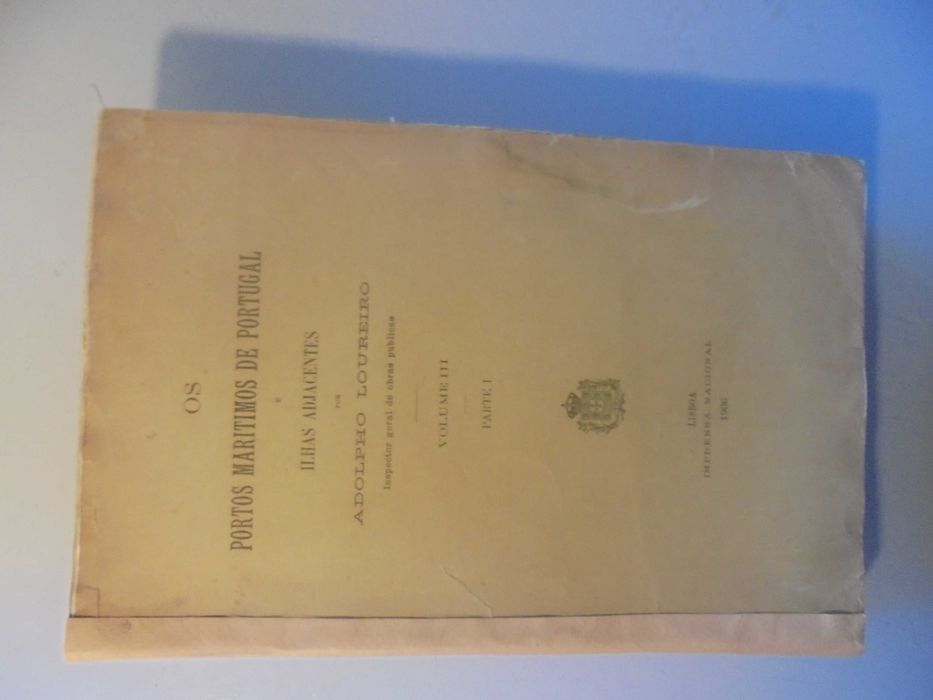 OS
PORTOS MARITIMOS DE PORTUGAL
E
ILHAS ADJACENTES
POR
ADOLPHO LOUREIRO
Inspector geral de obras publicas
VOLUME III
PARTE I
LISBOA
IMPRENSA NACIONAL
1906